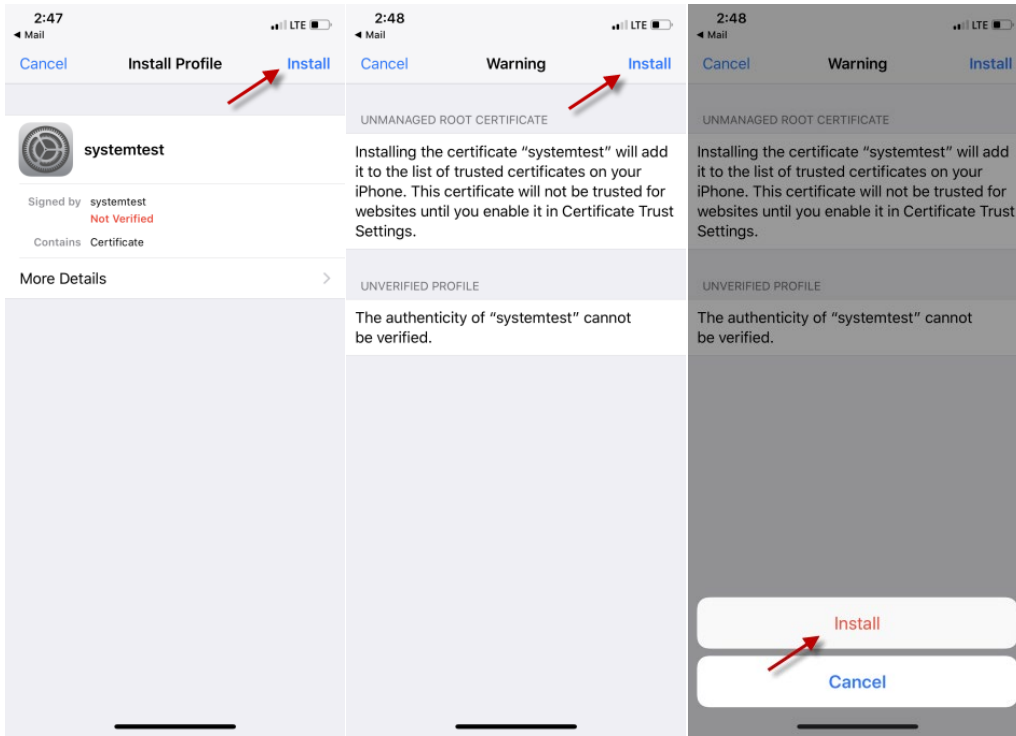 2:47
LTE
◀ Mail
Cancel
Install Profile
Install
systemtest
Signed by systemtest
Not Verified
Contains Certificate
More Details
2:48
LTE
◀ Mail
Cancel
Warning
Install
UNMANAGED ROOT CERTIFICATE
Installing the certificate “systemtest” will add
it to the list of trusted certificates on your
iPhone. This certificate will not be trusted for
websites until you enable it in Certificate Trust
Settings.
UNVERIFIED PROFILE
The authenticity of “systemtest” cannot
be verified.
2:48
LTE
◀ Mail
Cancel
Warning
Install
UNMANAGED ROOT CERTIFICATE
Installing the certificate “systemtest” will add
it to the list of trusted certificates on your
iPhone. This certificate will not be trusted for
websites until you enable it in Certificate Trust
Settings.
UNVERIFIED PROFILE
The authenticity of “systemtest” cannot
be verified.
Install
Cancel